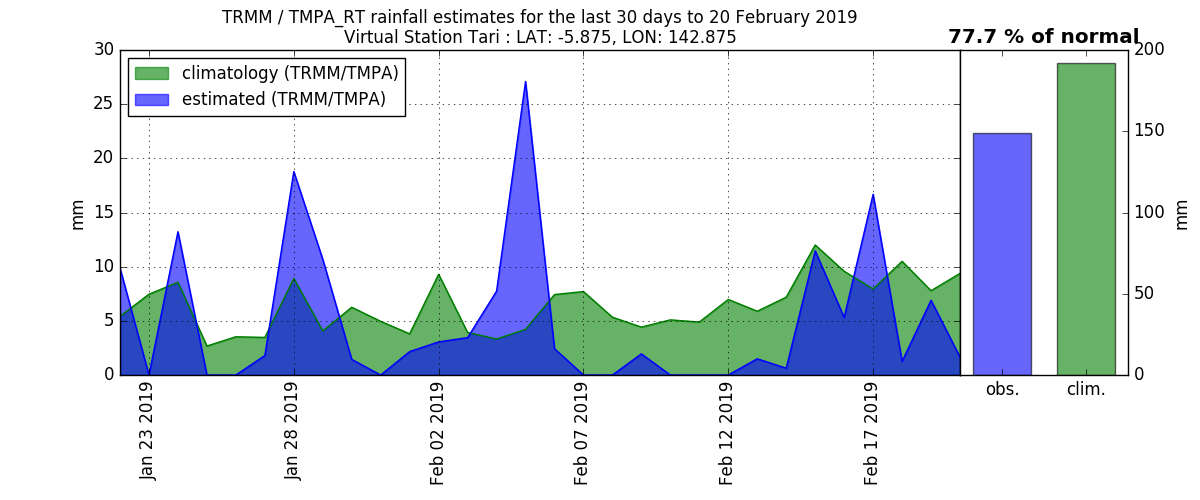 TRMM / TMPA_RT rainfall estimates for the last 30 days to 20 February 2019
Virtual Station Tari : LAT: -5.875, LON: 142.875
77.7 % of normal
climatology (TRMM/TMPA)
estimated (TRMM/TMPA)
30
25
20
15
10
5
0
mm
Jan 23 2019
Jan 28 2019
Feb 02 2019
Feb 07 2019
Feb 12 2019
Feb 17 2019
obs.
clim.
200
150
100
50
0
mm